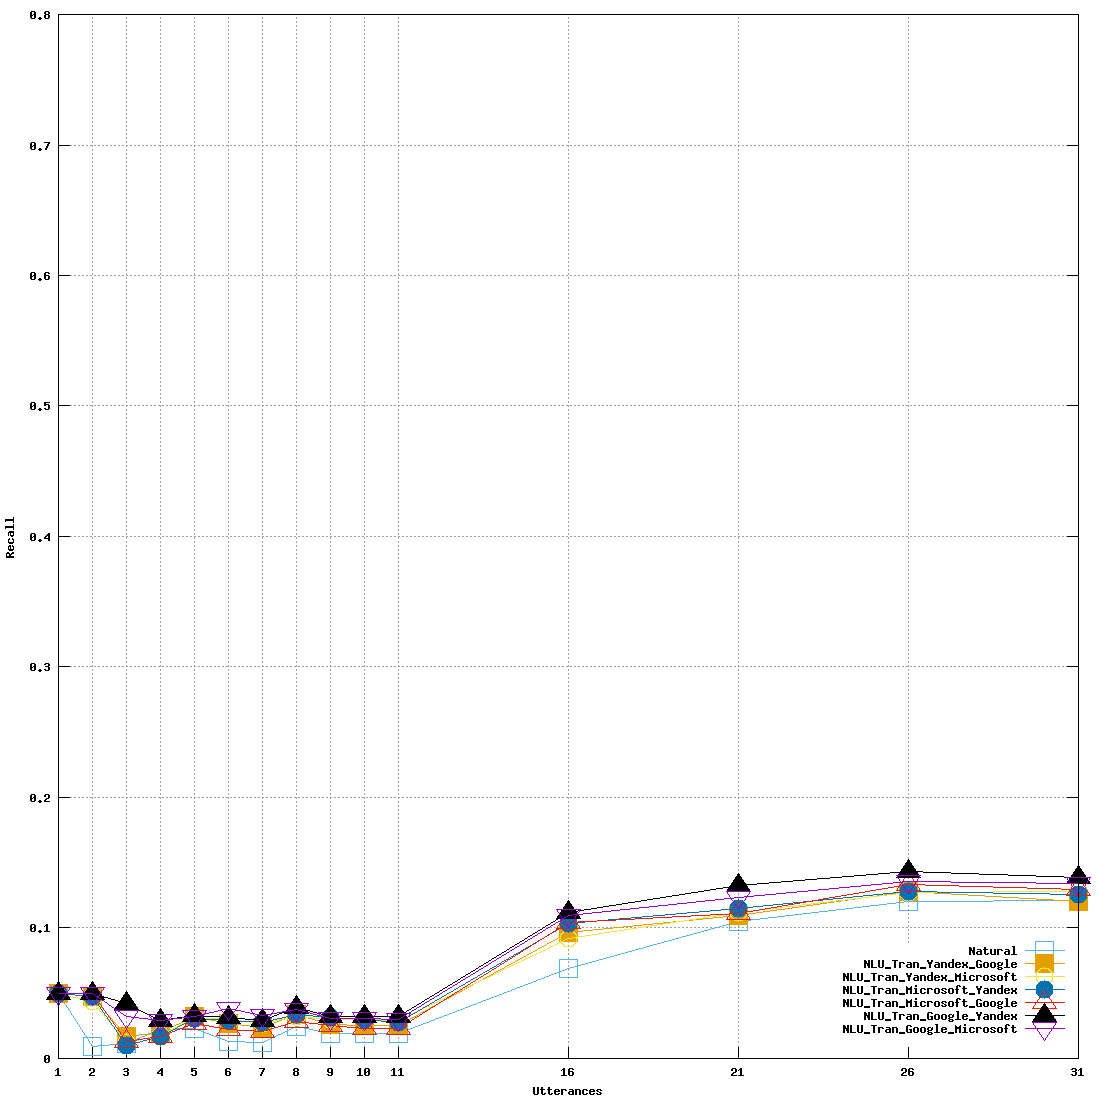 0.8
0.7
0.6
0.5
0.4
0.3
0.2
0.1
0
Recall
1 2 3 4 5 6 7 8 9 10 11 16 21 26 31
Utterances
Natural
NLU_Tran_Yandex_Google
NLU_Tran_Yandex_Microsoft
NLU_Tran_Microsoft_Yandex
NLU_Tran_Microsoft_Google
NLU_Tran_Google_Yandex
NLU_Tran_Google_Microsoft